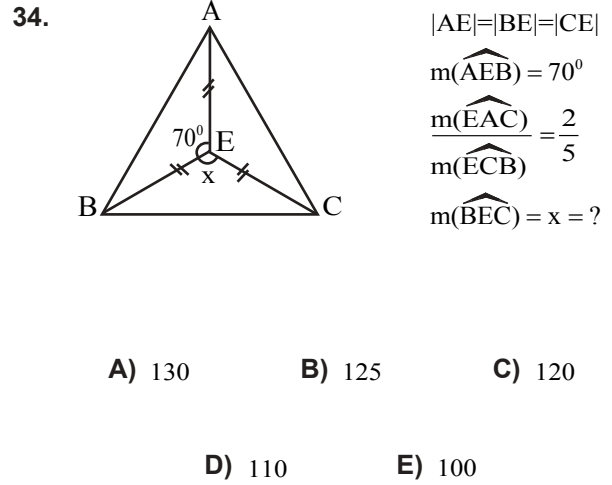 34.
A
70⁰ E
x
B C
|AE|=|BE|=|CE|
m(AEB) = 70⁰
m(EAC)
m(ECB)
= 2
5
m(BEC) = x = ?
A) 130 B) 125 C) 120
D) 110 E) 100